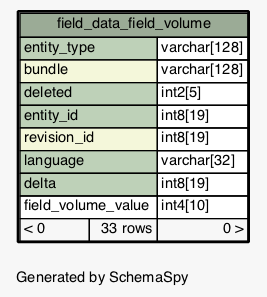 field_data_field_volume
entity_type varchar[128]
bundle varchar[128]
deleted int2[5]
entity_id int8[19]
revision_id int8[19]
language varchar[32]
delta int8[19]
field_volume_value int4[10]
< 0 33 rows 0 >
Generated by SchemaSpy